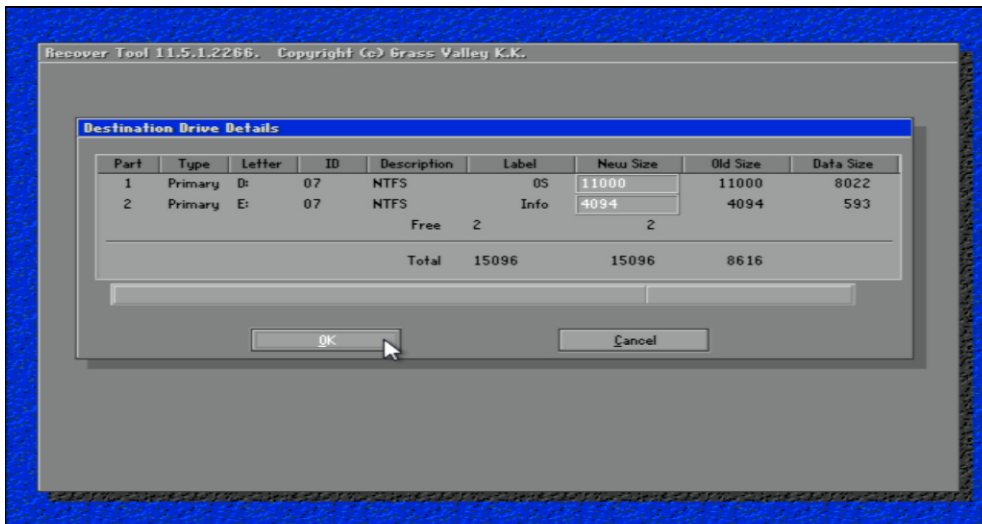 Recover Tool 11.5.1.2266. Copyright (c) Grass Valley K.K.
Destination Drive Details
Part Type Letter ID Description Label New Size Old Size Data Size
1 Primary D: 07 NTFS OS 11000 11000 8022
2 Primary E: 07 NTFS Info 4094 4094 593
Free 2 2
Total 15096 15096 8616
OK Cancel